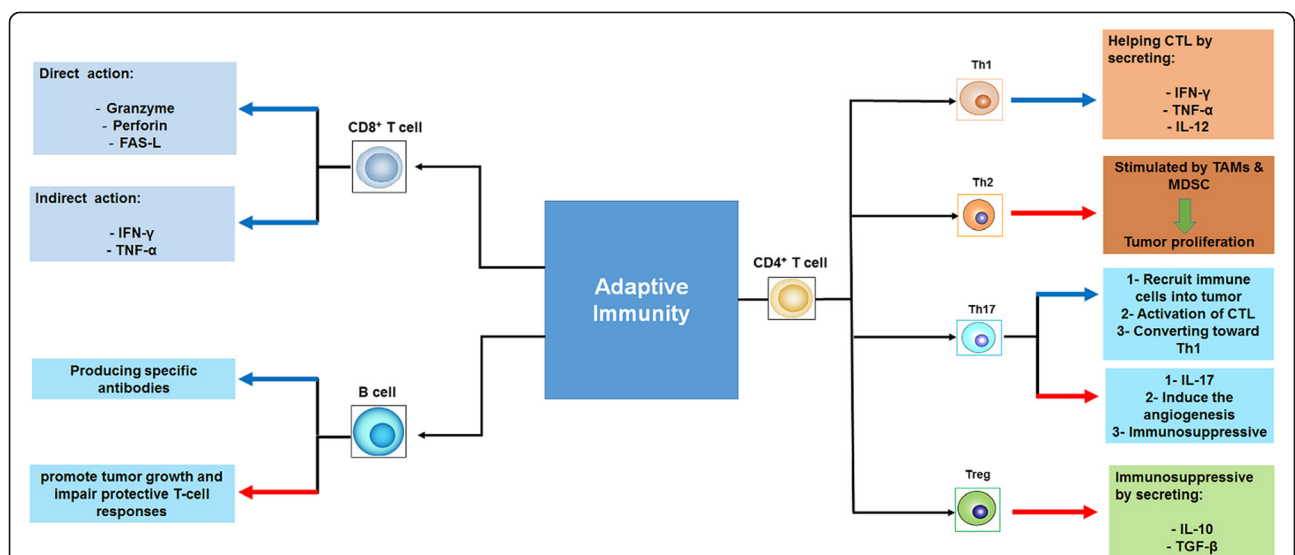 Direct action:
- Granzyme
- Perforin
- FAS-L
Indirect action:
- IFN-γ
- TNF-α
CD8⁺ T cell
Producing specific
antibodies
promote tumor growth and
impair protective T-cell
responses
B cell
Adaptive
Immunity
CD4⁺ T cell
Th1
Helping CTL by
secreting:
- IFN-γ
- TNF-α
- IL-12
Th2
Stimulated by TAMs &
MDSC
Tumor proliferation
Th17
1- Recruit immune
cells into tumor
2- Activation of CTL
3- Converting toward
Th1
1- IL-17
2- Induce the
angiogenesis
3- Immunosuppressive
Treg
Immunosuppressive
by secreting:
- IL-10
- TGF-β